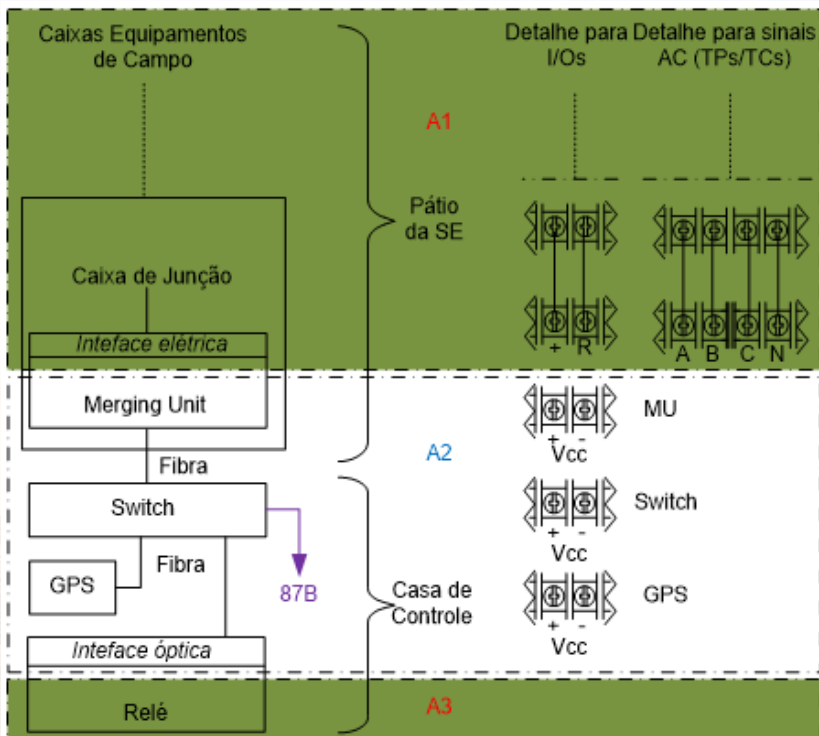 Caixas Equipamentos
de Campo
Detalhe para
I/Os
Detalhe para sinais
AC (TPs/TCs)
A1
Pátio
da SE
Caixa de Junção
Inteface elétrica
+ R
A B C N
Merging Unit
MU
+ -
Vcc
A2
Fibra
Switch
Switch
+ -
Vcc
Fibra
GPS
87B
Casa de
Controle
GPS
+ -
Vcc
Inteface óptica
Relé
A3